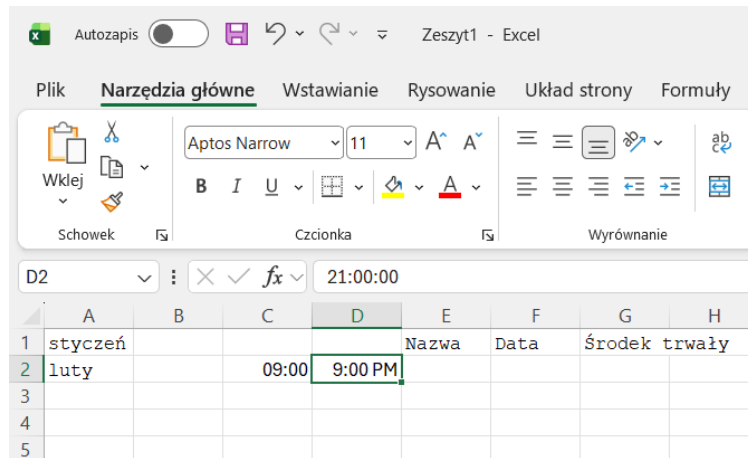 Autozapis Zeszyt1 - Excel
Plik Narzędzia główne Wstawianie Rysowanie Układ strony Formuły
Wklej
Aptos Narrow 11 A^ A˅ ab
B I U A
Schowek Czcionka Wyrównanie
D2 fx 21:00:00
A B C D E F G H
1 styczeń Nazwa Data Środek trwały
2 luty 09:00 9:00 PM
3
4
5